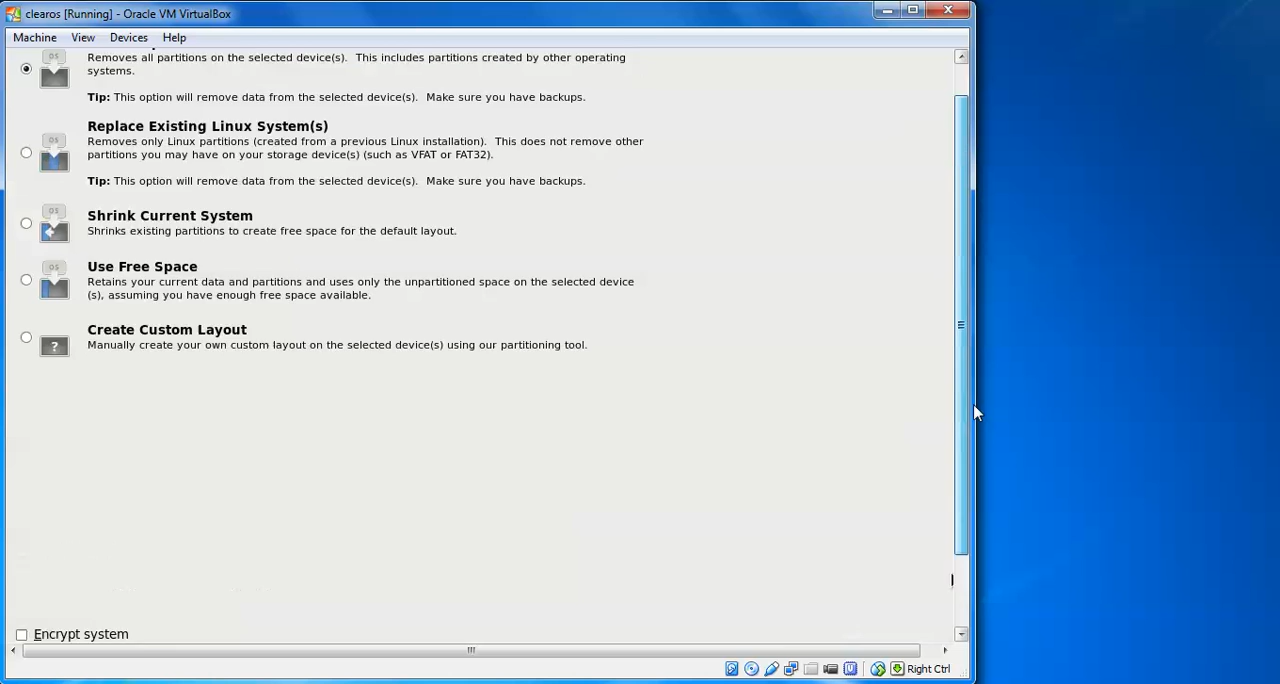 clearos [Running] - Oracle VM VirtualBox
Machine View Devices Help
Removes all partitions on the selected device(s). This includes partitions created by other operating
systems.
Tip: This option will remove data from the selected device(s). Make sure you have backups.
Replace Existing Linux System(s)
Removes only Linux partitions (created from a previous Linux installation). This does not remove other
partitions you may have on your storage device(s) (such as VFAT or FAT32).
Tip: This option will remove data from the selected device(s). Make sure you have backups.
Shrink Current System
Shrinks existing partitions to create free space for the default layout.
Use Free Space
Retains your current data and partitions and uses only the unpartitioned space on the selected device
(s), assuming you have enough free space available.
Create Custom Layout
Manually create your own custom layout on the selected device(s) using our partitioning tool.
Encrypt system
Right Ctrl